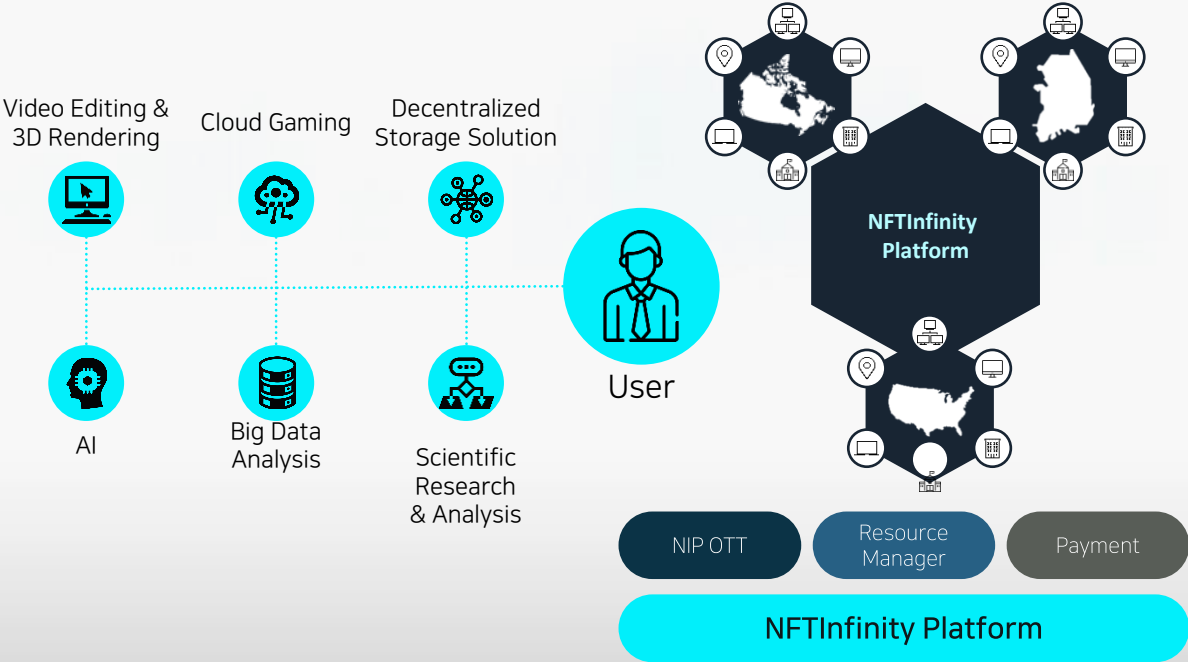 Video Editing &
3D Rendering
Cloud Gaming
Decentralized
Storage Solution
AI
Big Data
Analysis
Scientific
Research
& Analysis
User
NFTInfinity
Platform
NIP OTT
Resource
Manager
Payment
NFTInfinity Platform